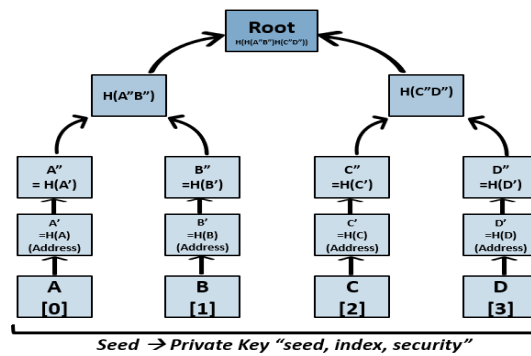 Root
H(H(A"B")H(C"D"))
H(A"B")
H(C"D")
A"
= H(A')
B"
=H(B')
C"
=H(C')
D"
=H(D')
A'
=H(A)
(Address)
B'
=H(B)
(Address)
C'
=H(C)
(Address)
D'
=H(D)
(Address)
A
[0]
B
[1]
C
[2]
D
[3]
Seed → Private Key “seed, index, security”